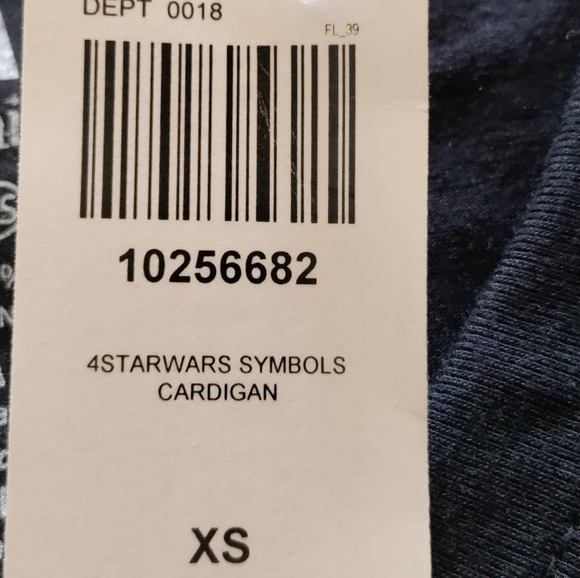 DEPT 0018
FL_39
10256682
4STARWARS SYMBOLS
CARDIGAN
XS